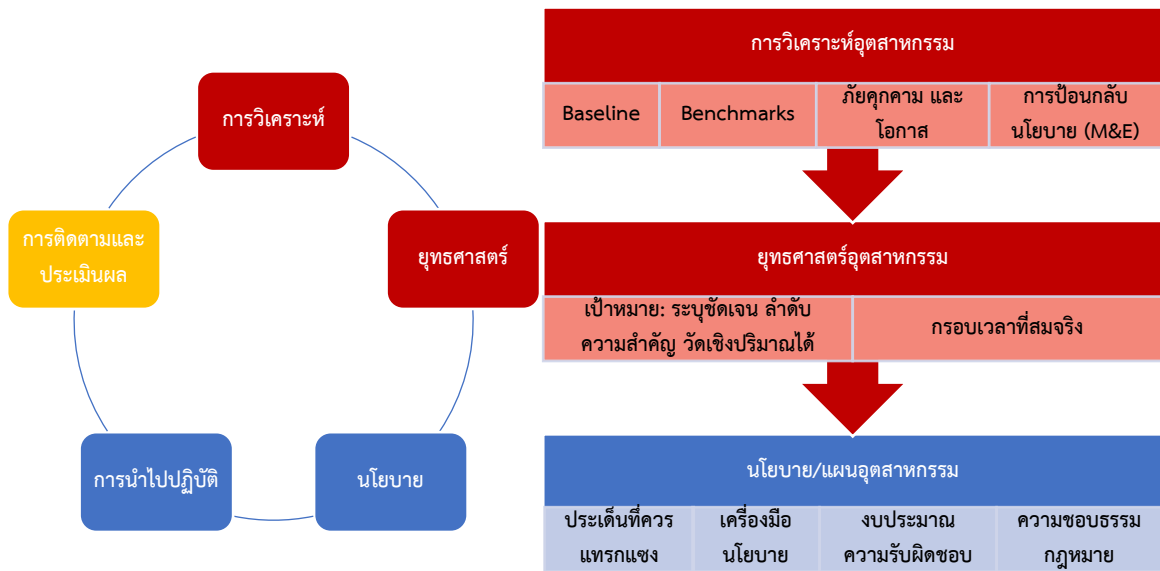 การวิเคราะห์
ยุทธศาสตร์
นโยบาย
การนำไปปฏิบัติ
การติดตามและ
ประเมินผล
การวิเคราะห์อุตสาหกรรม
Baseline
Benchmarks
ภัยคุกคาม และ
โอกาส
การป้อนกลับ
นโยบาย (M&E)
ยุทธศาสตร์อุตสาหกรรม
เป้าหมาย: ระบุชัดเจน ลำดับ
ความสำคัญ วัดเชิงปริมาณได้
กรอบเวลาที่สมจริง
นโยบาย/แผนอุตสาหกรรม
ประเด็นที่ควร
แทรกแซง
เครื่องมือ
นโยบาย
งบประมาณ
ความรับผิดชอบ
ความชอบธรรม
กฎหมาย